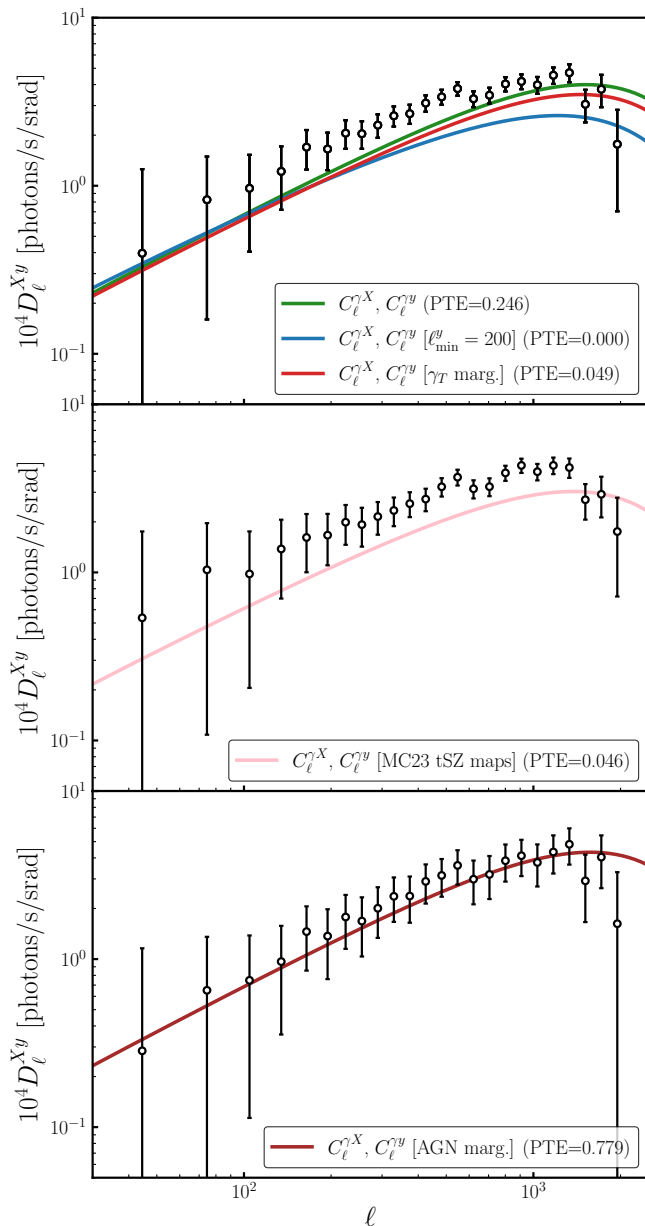 10^1
10^0
10^{-1}
10^4 D_ℓ^{Xy} [photons/s/srad]
C_ℓ^{γX}, C_ℓ^{γy} (PTE=0.246)
C_ℓ^{γX}, C_ℓ^{γy} [ℓ_min^y = 200] (PTE=0.000)
C_ℓ^{γX}, C_ℓ^{γy} [γ_T marg.] (PTE=0.049)
10^1
10^0
10^{-1}
10^4 D_ℓ^{Xy} [photons/s/srad]
C_ℓ^{γX}, C_ℓ^{γy} [MC23 tSZ maps] (PTE=0.046)
10^1
10^0
10^{-1}
10^4 D_ℓ^{Xy} [photons/s/srad]
C_ℓ^{γX}, C_ℓ^{γy} [AGN marg.] (PTE=0.779)
10^2
10^3
ℓ